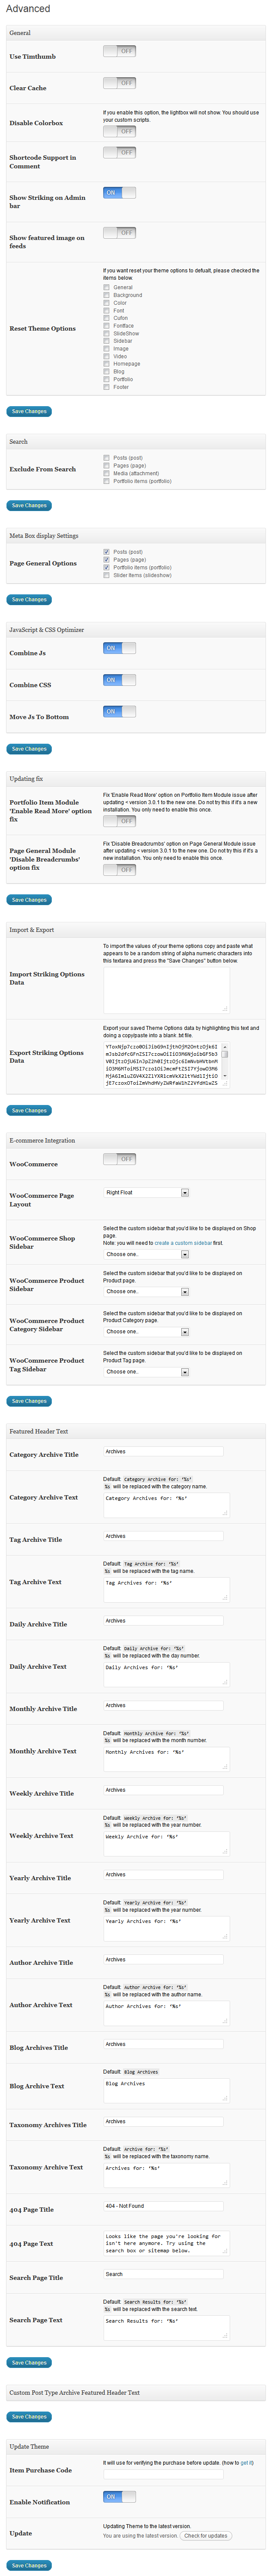 Advanced
General
Use Timthumb
OFF
Clear Cache
OFF
Disable Colorbox
If you enable this option, the lightbox will not show. You should use
your custom scripts.
OFF
Shortcode Support in
Comment
OFF
Show Striking on Admin
bar
ON
Show featured image on
feeds
OFF
Reset Theme Options
If you want reset your theme options to defualt, please checked the
items below.
General
Background
Color
Font
Cufon
Fontface
SlideShow
Sidebar
Image
Video
Homepage
Blog
Portfolio
Footer
Save Changes
Search
Exclude From Search
Posts (post)
Pages (page)
Media (attachment)
Portfolio items (portfolio)
Save Changes
Meta Box display Settings
Page General Options
Posts (post)
Pages (page)
Portfolio items (portfolio)
Slider Items (slideshow)
Save Changes
JavaScript & CSS Optimizer
Combine Js
ON
Combine CSS
ON
Move Js To Bottom
ON
Save Changes
Updating fix
Portfolio Item Module
'Enable Read More' option
fix
Fix 'Enable Read More' option on Portfolio Item Module issue after
updating < version 3.0.1 to the new one. Do not try this if it's a new
installation. You only need to enable this once.
OFF
Page General Module
'Disable Breadcrumbs'
option fix
Fix 'Disable Breadcrumbs' option on Page General Module issue
after updating < version 3.0.1 to the new one. Do not try this if it's a
new installation. You only need to enable this once.
OFF
Save Changes
Import & Export
Import Striking Options
Data
To import the values of your theme options copy and paste what
appears to be a random string of alpha numeric characters into
this textarea and press the "Save Changes" button below.
Export Striking Options
Data
Export your saved Theme Options data by highlighting this text and
doing a copy/paste into a blank .txt file.
Save Changes
E-commerce Integration
WooCommerce
OFF
WooCommerce Page
Layout
Right Float
WooCommerce Shop
Sidebar
Select the custom sidebar that you'd like to be displayed on Shop
page.
Note: you will need to create a custom sidebar first.
Choose one..
WooCommerce Product
Sidebar
Select the custom sidebar that you'd like to be displayed on
Product page.
Choose one..
WooCommerce Product
Category Sidebar
Select the custom sidebar that you'd like to be displayed on
Product Category page.
Choose one..
WooCommerce Product
Tag Sidebar
Select the custom sidebar that you'd like to be displayed on
Product Tag page.
Choose one..
Save Changes
Featured Header Text
Category Archive Title
Archives
Category Archive Text
Default: Category Archive for: '%s'
%s will be replaced with the category name.
Category Archives for: '%s'
Tag Archive Title
Archives
Tag Archive Text
Default: Tag Archive for: '%s'
%s will be replaced with the tag name.
Tag Archives for: '%s'
Daily Archive Title
Archives
Daily Archive Text
Default: Daily Archive for: '%s'
%s will be replaced with the day number.
Daily Archives for: '%s'
Monthly Archive Title
Archives
Monthly Archive Text
Default: Monthly Archive for: '%s'
%s will be replaced with the month number.
Monthly Archives for: '%s'
Weekly Archive Title
Archives
Weekly Archive Text
Default: Weekly Archive for: '%s'
%s will be replaced with the year number.
Weekly Archive for: '%s'
Yearly Archive Title
Archives
Yearly Archive Text
Default: Yearly Archive for: '%s'
%s will be replaced with the year number.
Yearly Archives for: '%s'
Author Archive Title
Archives
Author Archive Text
Default: Author Archive for: '%s'
%s will be replaced with the author name.
Author Archives for: '%s'
Blog Archives Title
Archives
Blog Archive Text
Default: Blog Archives
Blog Archives
Taxonomy Archives Title
Archives
Taxonomy Archive Text
Default: Archive for: '%s'
%s will be replaced with the taxonomy name.
Archives for: '%s'
404 Page Title
404 - Not Found
404 Page Text
Looks like the page you're looking for
isn't here anymore. Try using the
search box or sitemap below.
Search Page Title
Search
Search Page Text
Default: Search Results for: '%s'
%s will be replaced with the search text.
Search Results for: '%s'
Save Changes
Custom Post Type Archive Featured Header Text
Save Changes
Update Theme
Item Purchase Code
It will use for verifying the purchase before update. (how to get it)
Enable Notification
ON
Update
Updating Theme to the latest version.
You are using the latest version. Check for updates
Save Changes